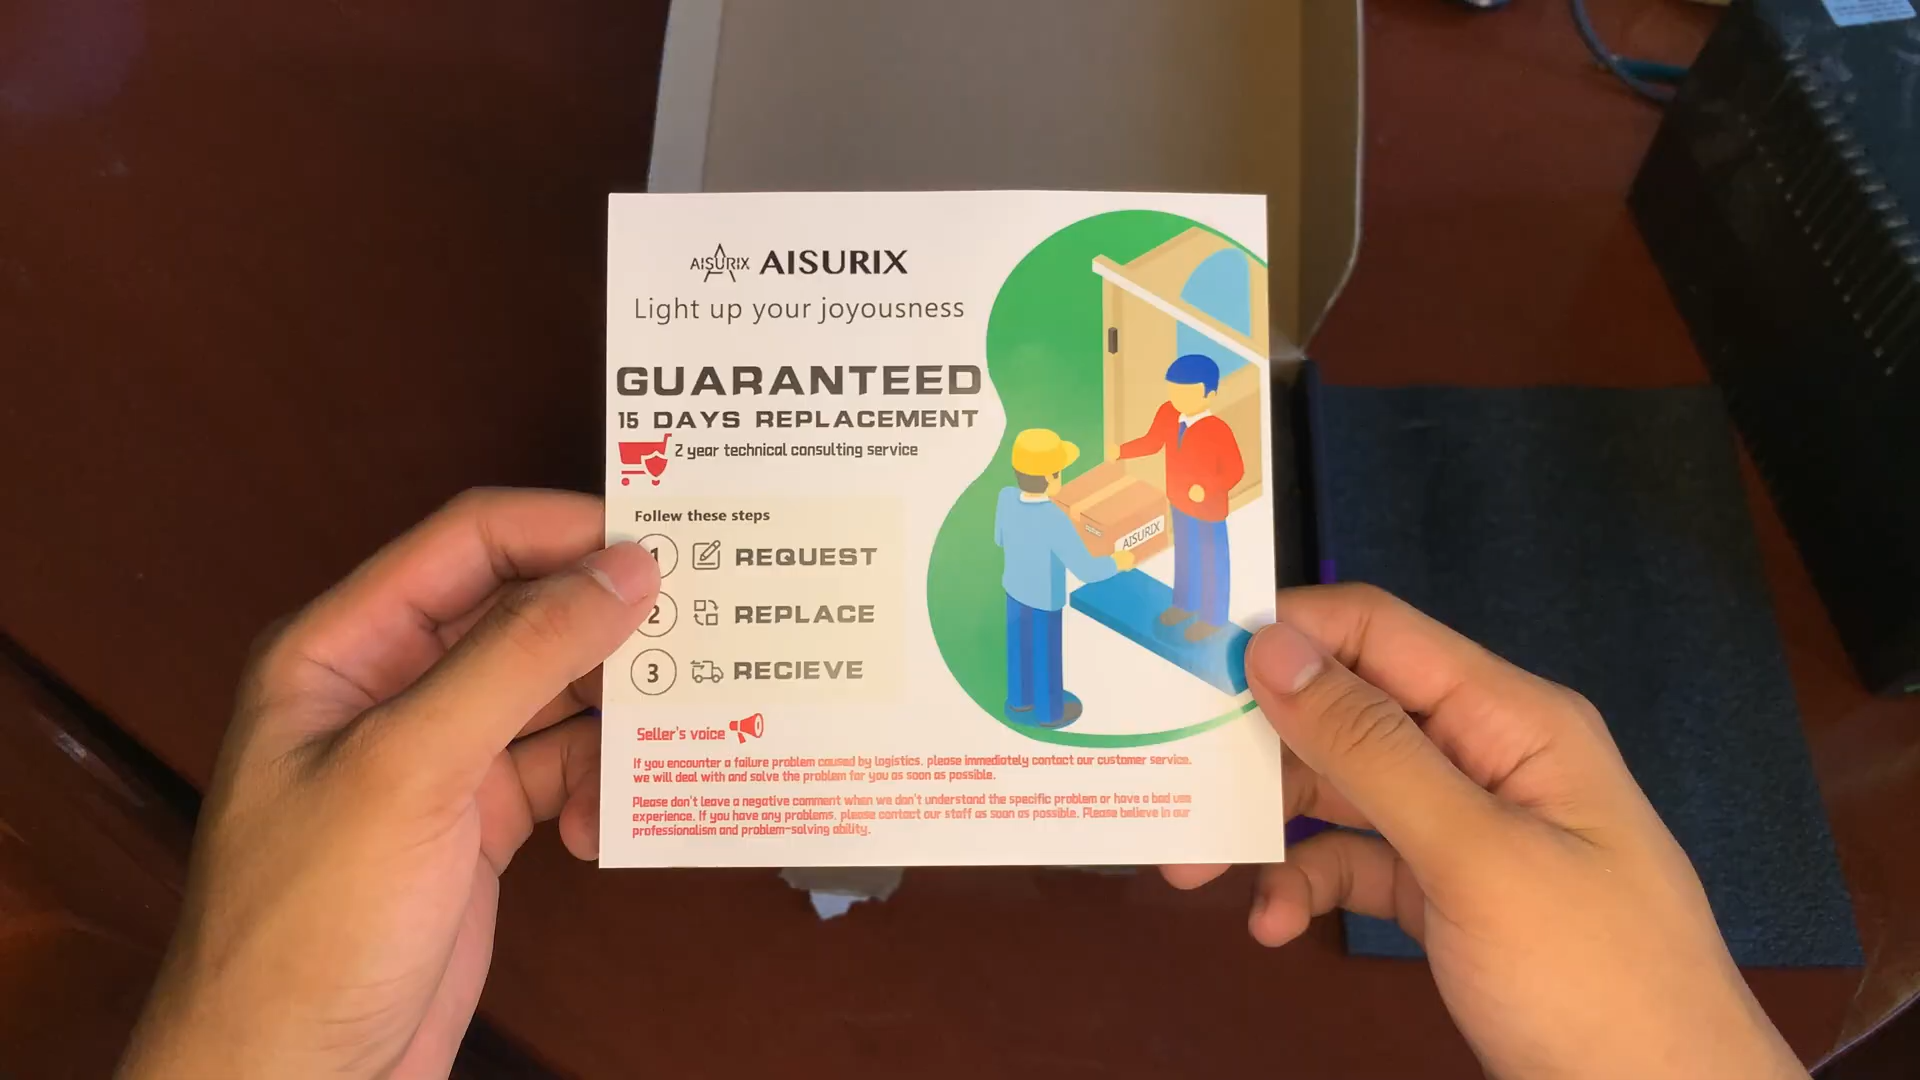 AISURIX AISURIX
Light up your joyousness
GUARANTEED
15 DAYS REPLACEMENT
2 year technical consulting service
Follew these steps
1 REQUEST
2 REPLACE
3 RECIEVE
AISURIX
Seller's voice
If you encounter a failure problem caused by logistics, please immediately contact our customer service.
we will deal with and solve the problem for you as soon as possible.
Please don't leave a negative comment when we don't understand the specific problem or have a bad use
experience. If you have any problems, please contact our staff as soon as possible. Please believe in our
professionalism and problem-solving ability.